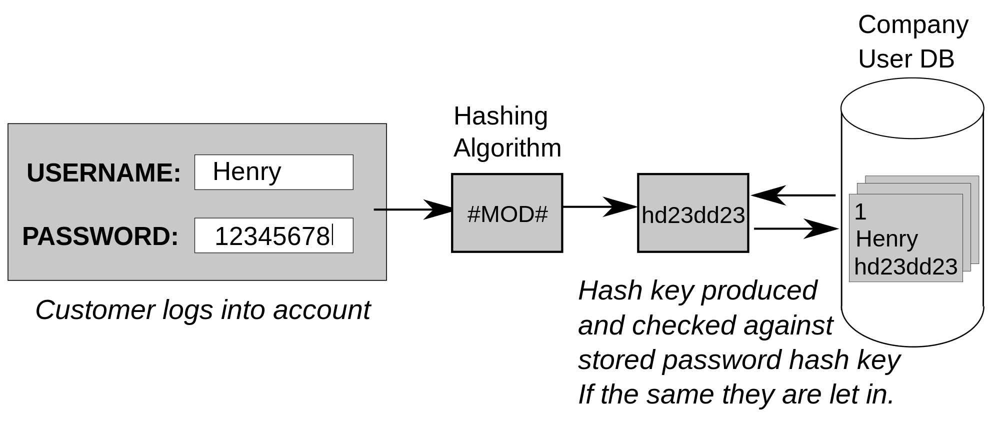 Company
User DB
Hashing
Algorithm
USERNAME: Henry
PASSWORD: 12345678
#MOD#
hd23dd23
1
Henry
hd23dd23
Customer logs into account
Hash key produced
and checked against
stored password hash key
If the same they are let in.